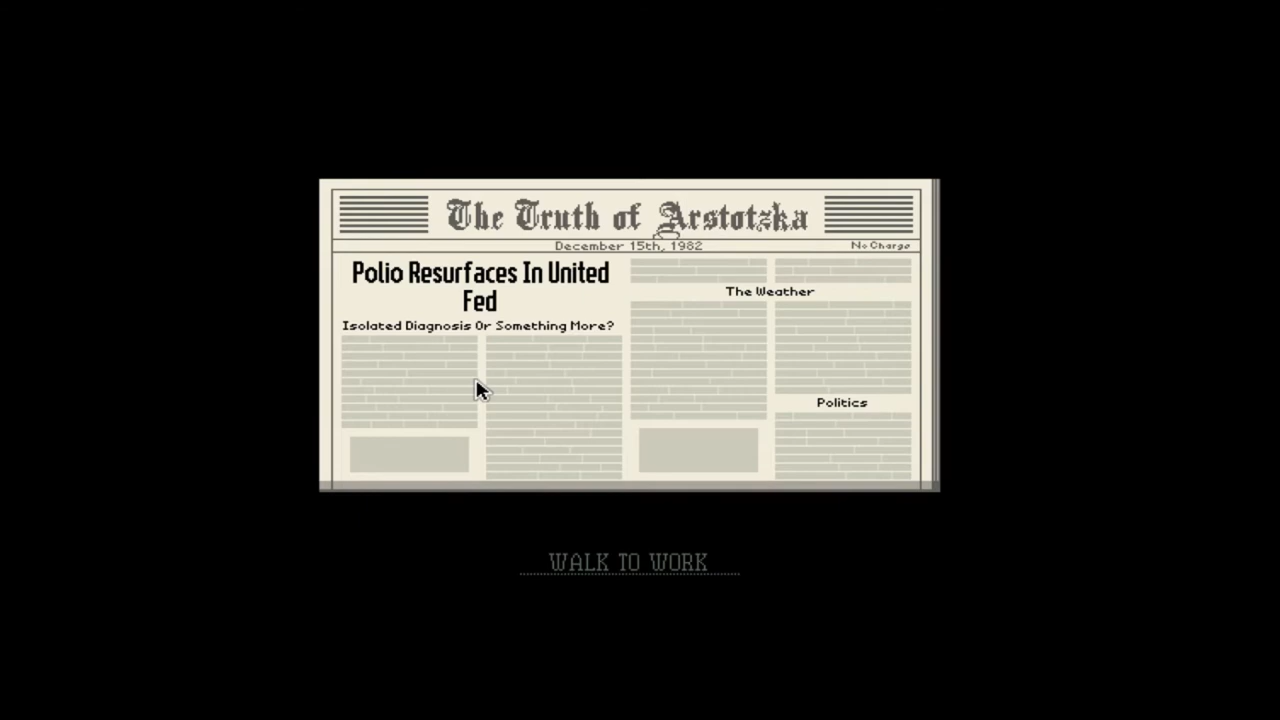 The Truth of Arstotzka
December 15th, 1982
No Charge
Polio Resurfaces In United
Fed
Isolated Diagnosis Or Something More?
The Weather
Politics
WALK TO WORK